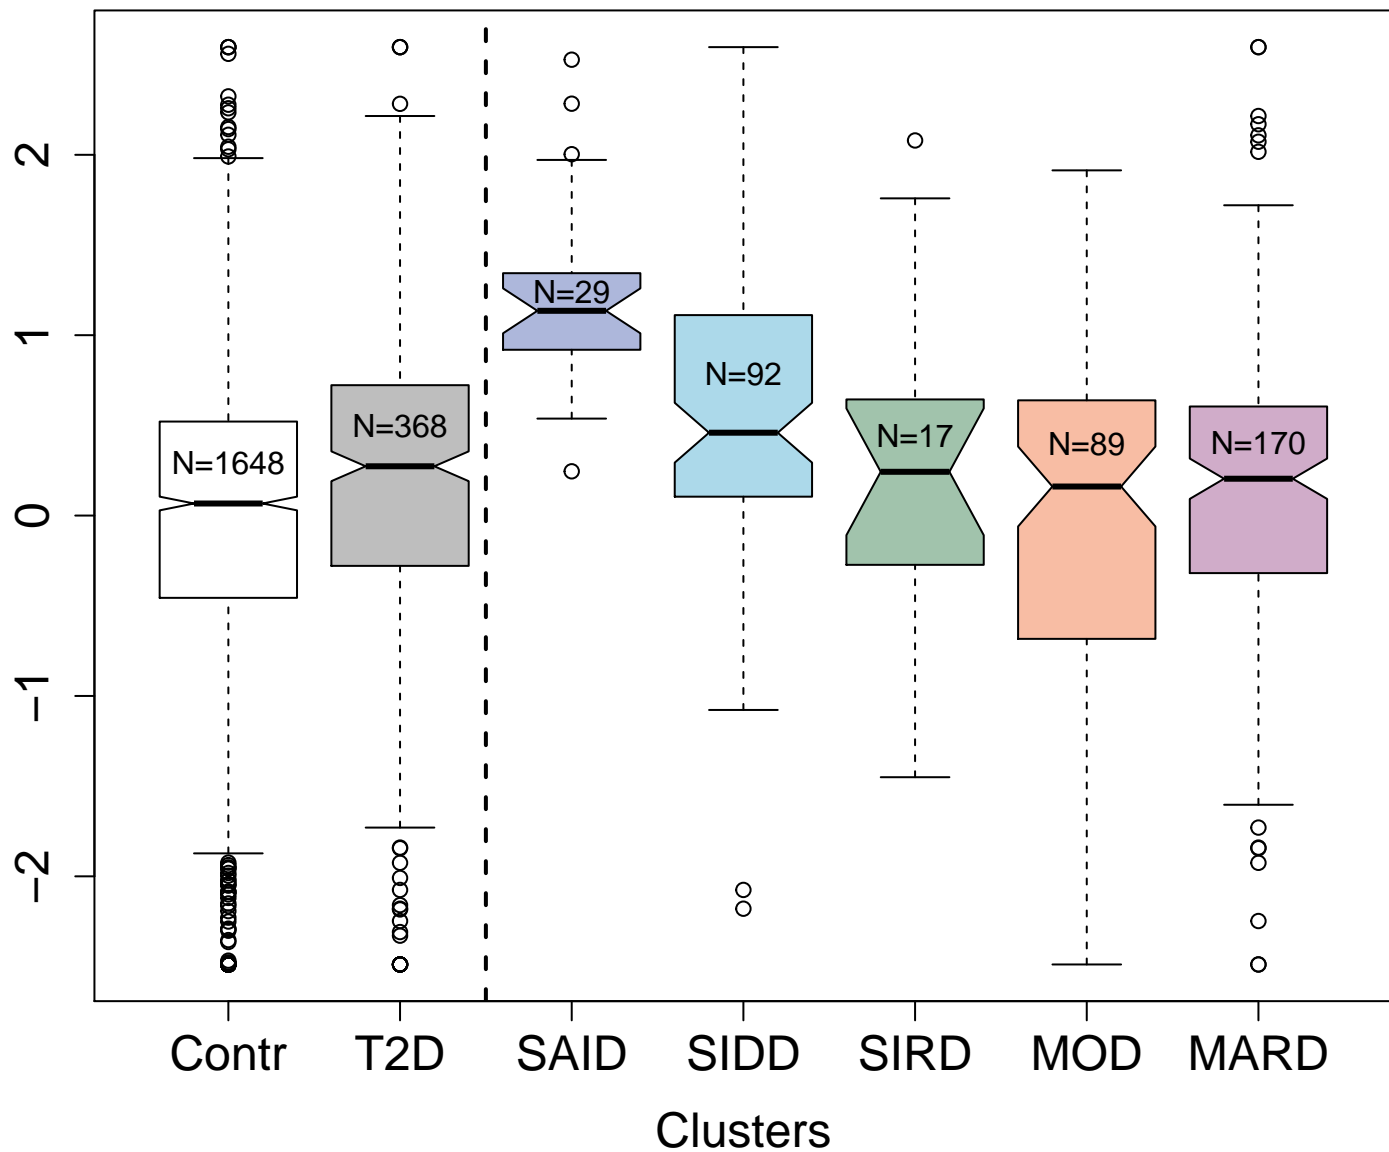 2
1
0
−1
−2
N=1648
N=368
N=29
N=92
N=17
N=89
N=170
Contr T2D SAID SIDD SIRD MOD MARD
Clusters